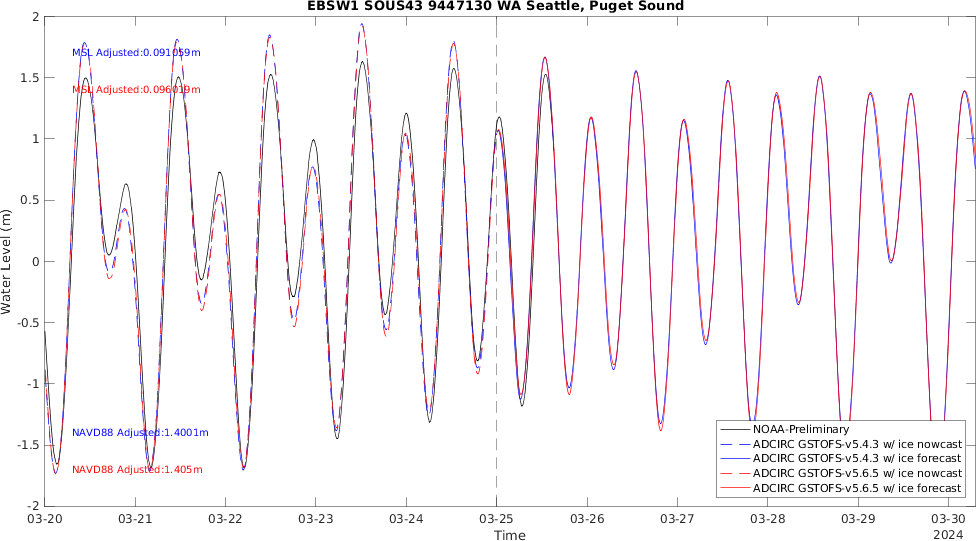 EBSW1 SOUS43 9447130 WA Seattle, Puget Sound
2
1.5
1
0.5
0
-0.5
-1
-1.5
-2
Water Level (m)
MSL Adjusted:0.091059m
MSL Adjusted:0.096019m
NAVD88 Adjusted:1.4001m
NAVD88 Adjusted:1.405m
NOAA-Preliminary
ADCIRC GSTOFS-v5.4.3 w/ ice nowcast
ADCIRC GSTOFS-v5.4.3 w/ ice forecast
ADCIRC GSTOFS-v5.6.5 w/ ice nowcast
ADCIRC GSTOFS-v5.6.5 w/ ice forecast
03-20 03-21 03-22 03-23 03-24 03-25 03-26 03-27 03-28 03-29 03-30
2024
Time